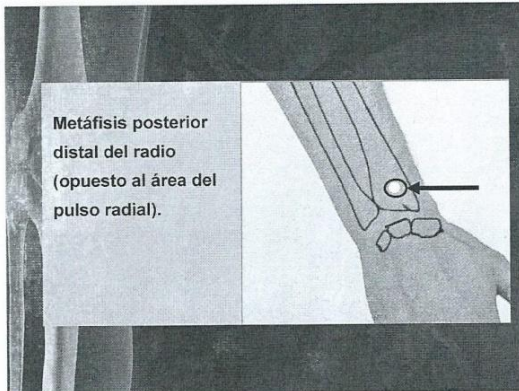 Metáfisis posterior
distal del radio
(opuesto al área del
pulso radial).